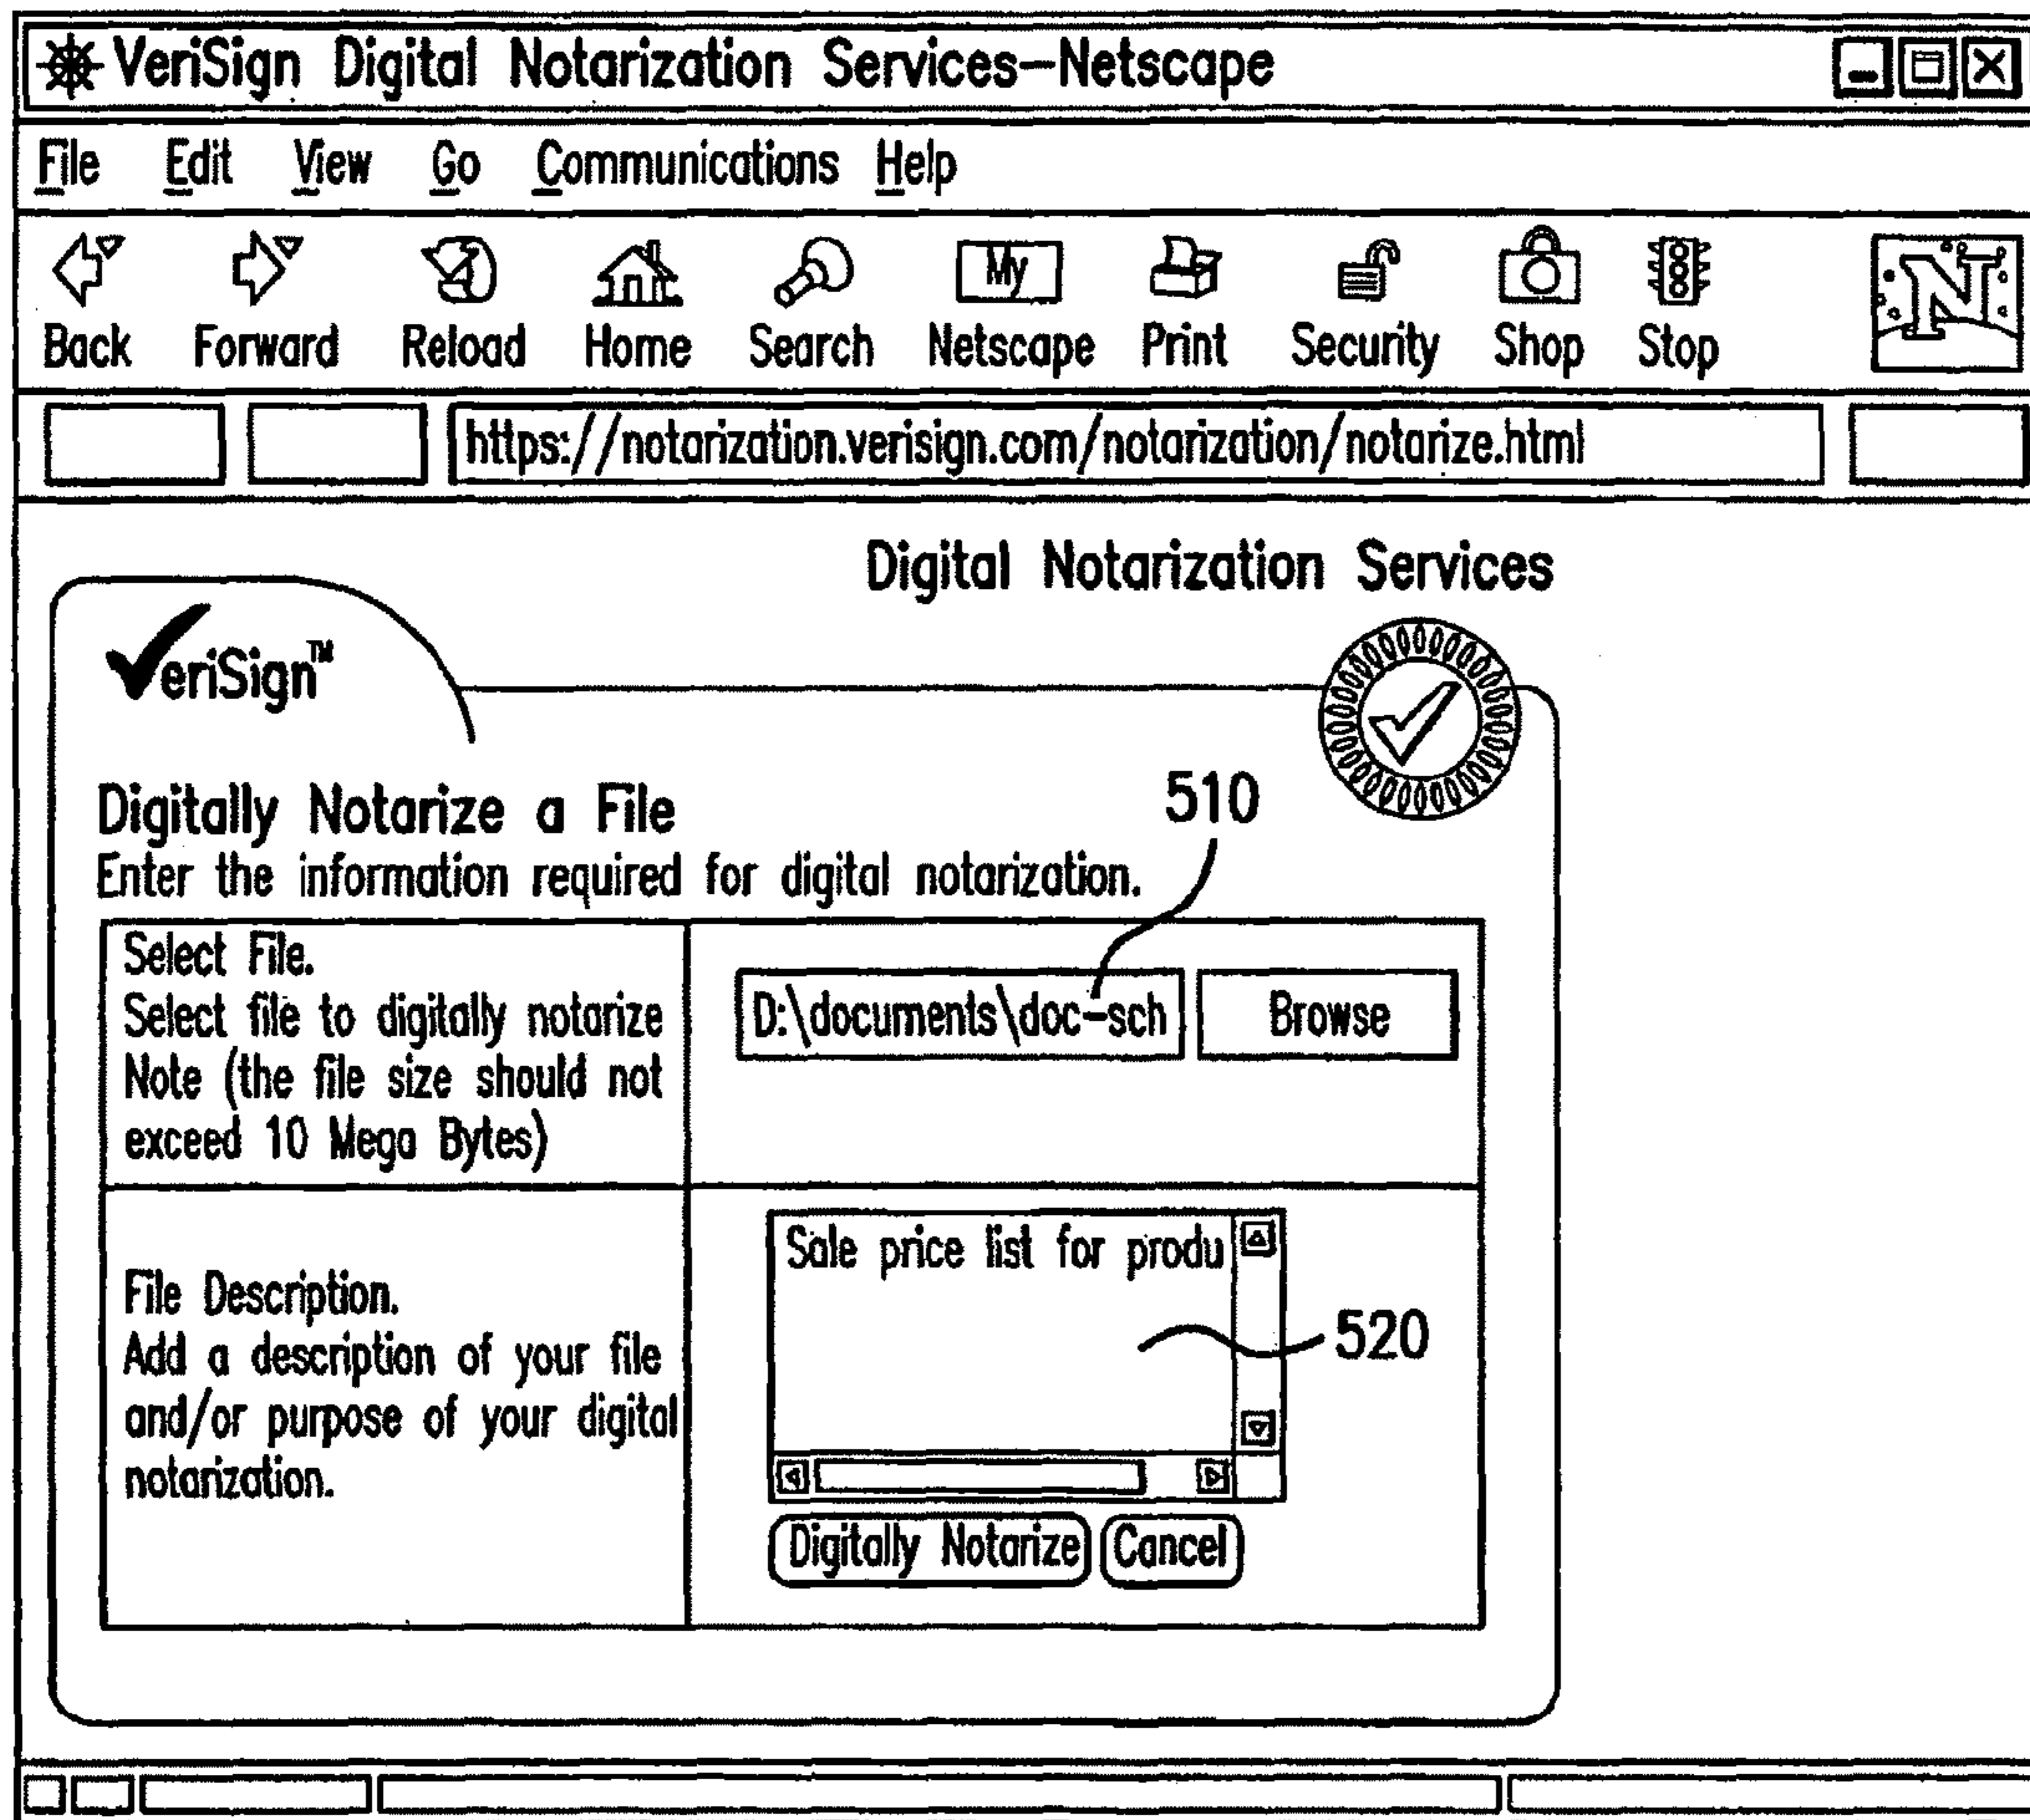 VeriSign Digital Notarization Services—Netscape
File Edit View Go Communications Help
My
Back Forward Reload Home Search Netscape Print Security Shop Stop
N
https://notarization.verisign.com/notarization/notarize.html
Digital Notarization Services
VeriSign™
510
Digitally Notarize a File
Enter the information required for digital notarization.
Select File.
Select file to digitally notarize
Note (the file size should not
exceed 10 Mega Bytes)
D:\documents\doc-sch Browse
File Description.
Add a description of your file
and/or purpose of your digital
notarization.
Sale price list for produ
520
Digitally Notarize Cancel